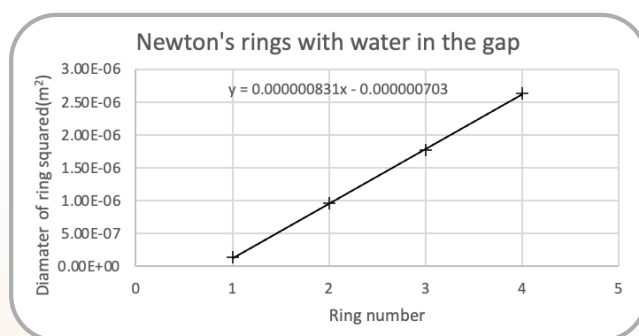 Newton's rings with water in the gap
Diamater of ring squared(m²)
3.00E-06
2.50E-06
2.00E-06
1.50E-06
1.00E-06
5.00E-07
0.00E+00
y = 0.000000831x - 0.000000703
0 1 2 3 4 5
Ring number